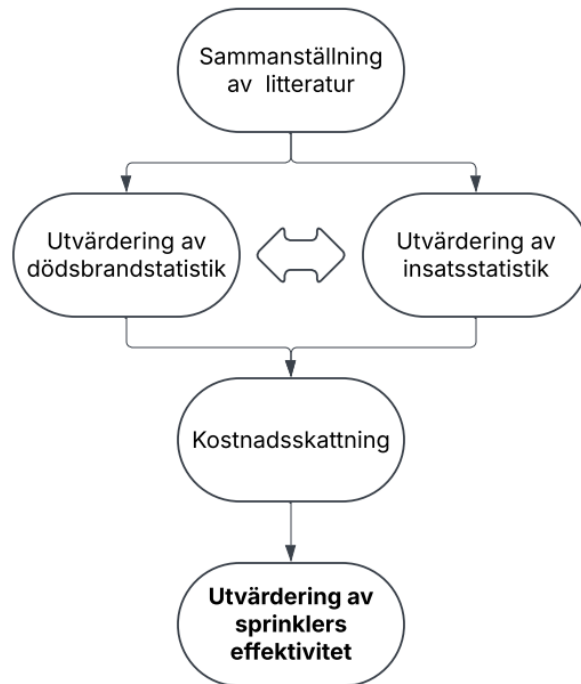 Sammanställning
av litteratur
Utvärdering av
dödsbrandstatistik
Utvärdering av
insatsstatistik
Kostnadsskattning
Utvärdering av
sprinklers
effektivitet